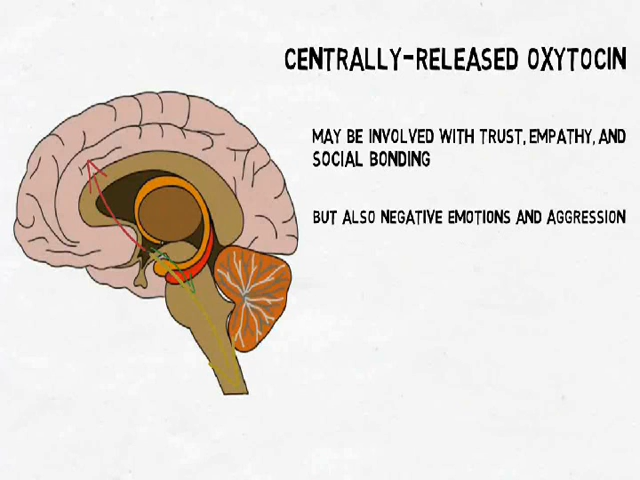 CENTRALLY-RELEASED OXYTOCIN
MAY BE INVOLVED WITH TRUST, EMPATHY, AND
SOCIAL BONDING
BUT ALSO NEGATIVE EMOTIONS AND AGGRESSION